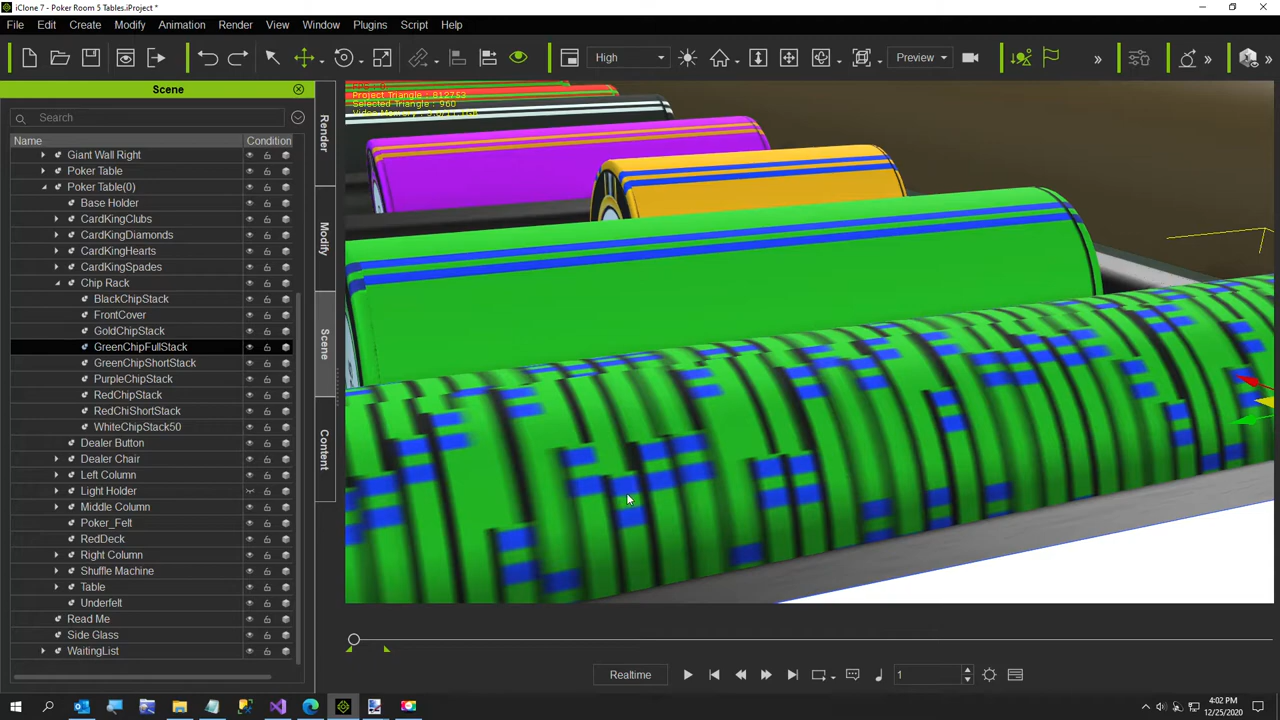 iClone 7 - Poker Room 5 Tables.iProject *
File Edit Create Modify Animation Render View Window Plugins Script Help
High
Preview
Scene
Search
Name Condition
Giant Wall Right
Poker Table
Poker Table(0)
Base Holder
CardKingClubs
CardKingDiamonds
CardKingHearts
CardKingSpades
Chip Rack
BlackChipStack
FrontCover
GoldChipStack
GreenChipFullStack
GreenChipShortStack
PurpleChipStack
RedChipStack
RedChiShortStack
WhiteChipStack50
Dealer Button
Dealer Chair
Left Column
Light Holder
Middle Column
Poker_Felt
RedDeck
Right Column
Shuffle Machine
Table
Underfelt
Read Me
Side Glass
WaitingList
Render
Modify
Scene
Content
Project Triangle : 812753
Selected Triangle : 960
Realtime
1
4:02 PM
12/25/2020